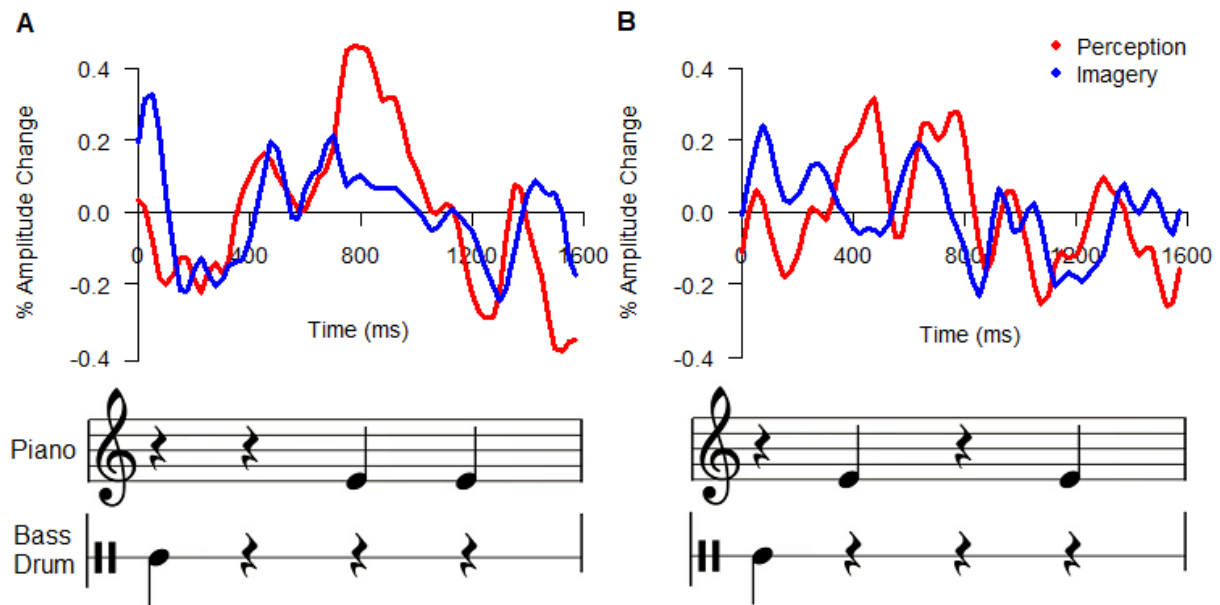 A
B
Perception
Imagery
% Amplitude Change
0.4
0.2
0.0
-0.2
-0.4
0
400
800
1200
1600
Time (ms)
% Amplitude Change
0.4
0.2
0.0
-0.2
-0.4
0
400
800
1200
1600
Time (ms)
Piano
Bass
Drum